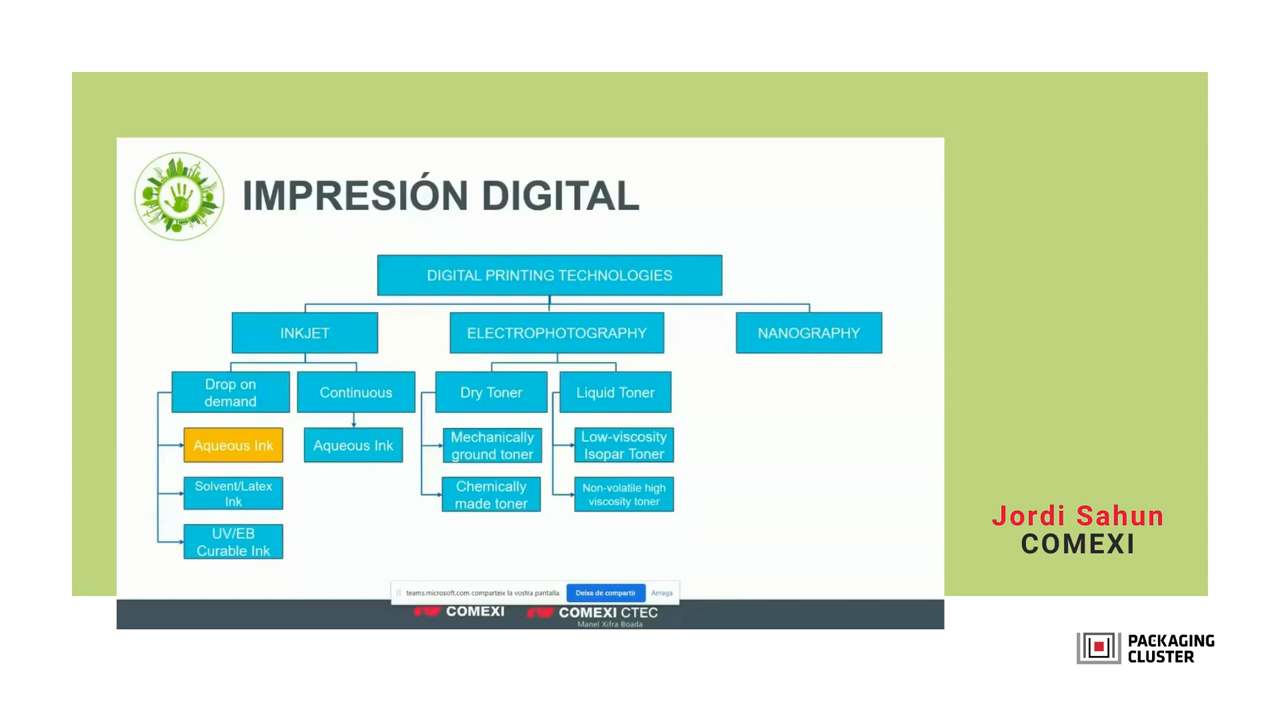 IMPRESIÓN DIGITAL
DIGITAL PRINTING TECHNOLOGIES
INKJET
ELECTROPHOTOGRAPHY
NANOGRAPHY
Drop on
demand
Continuous
Dry Toner
Liquid Toner
Aqueous Ink
Aqueous Ink
Mechanically
ground toner
Low-viscosity
Isopar Toner
Solvent/Latex
Ink
Chemically
made toner
Non-volatile high
viscosity toner
UV/EB
Curable Ink
Jordi Sahun
COMEXI
teams.microsoft.com comparteix la vostra pantalla.
Deixa de compartir
Amaga
COMEXI
COMEXI CTEC
Manel Xifra Boada
PACKAGING
CLUSTER